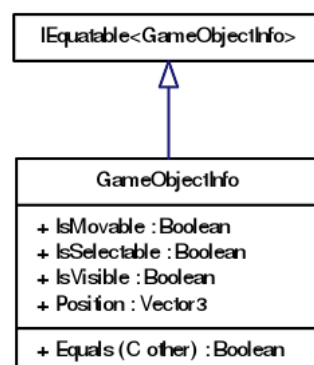 IEquatable<GameObjectInfo>
GameObjectInfo
+ IsMovable : Boolean
+ IsSelectable : Boolean
+ IsVisible : Boolean
+ Position : Vector3
+ Equals (C other) : Boolean